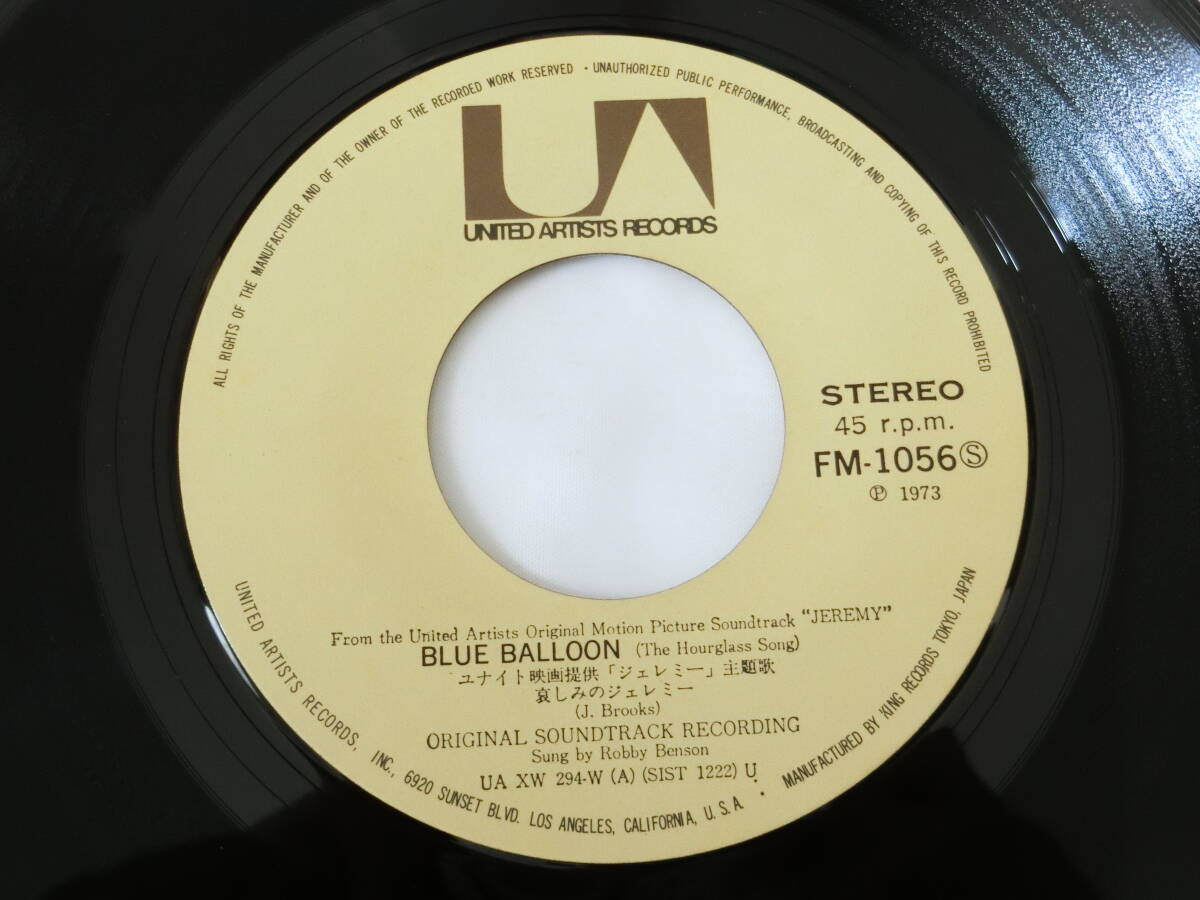 ALL RIGHTS OF THE MANUFACTURER AND OF THE OWNER OF THE RECORDED WORK RESERVED · UNAUTHORIZED PUBLIC PERFORMANCE, BROADCASTING AND COPYING OF THIS RECORD PROHIBITED
UA
UNITED ARTISTS RECORDS
STEREO
45 r.p.m.
FM-1056 Ⓢ
Ⓟ 1973
From the United Artists Original Motion Picture Soundtrack "JEREMY"
BLUE BALLOON (The Hourglass Song)
ユナイト映画提供「ジェレミー」主題歌
哀しみのジェレミー
(J. Brooks)
ORIGINAL SOUNDTRACK RECORDING
Sung by Robby Benson
UA XW 294-W (A) (SIST 1222) U
UNITED ARTISTS RECORDS, INC., 6920 SUNSET BLVD. LOS ANGELES, CALIFORNIA, U.S.A. · MANUFACTURED BY KING RECORDS TOKYO, JAPAN